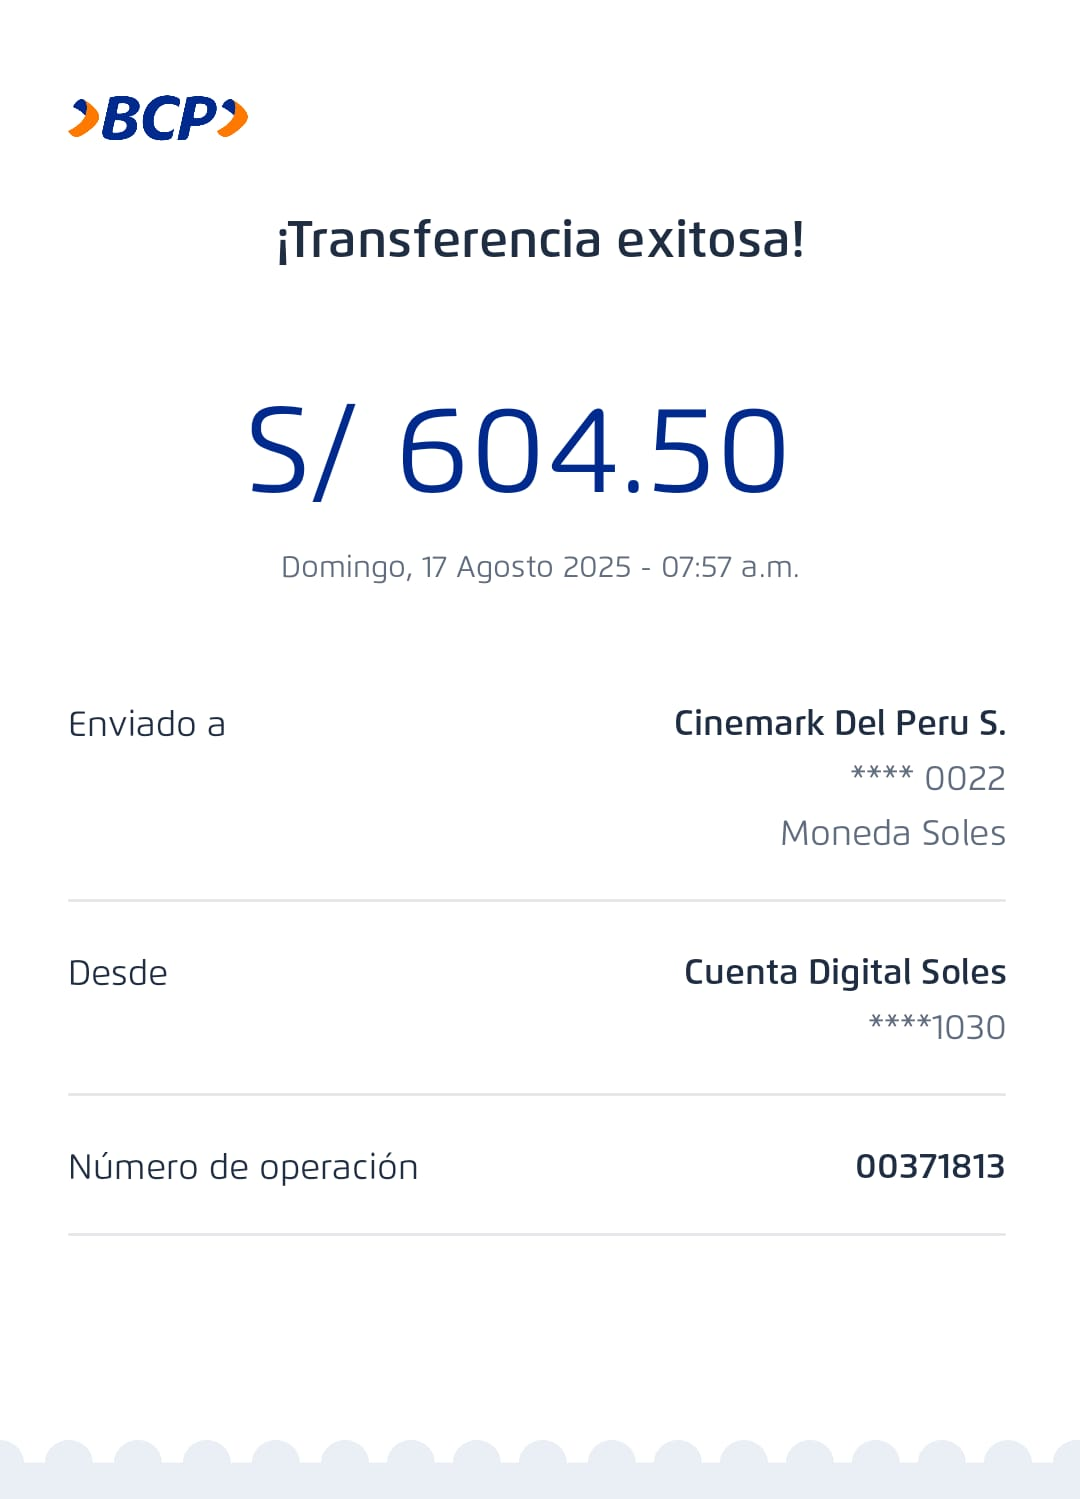 BCP
¡Transferencia exitosa!
S/ 604.50
Domingo, 17 Agosto 2025 - 07:57 a.m.
Enviado a
Cinemark Del Peru S.
**** 0022
Moneda Soles
Desde
Cuenta Digital Soles
****1030
Número de operación
00371813